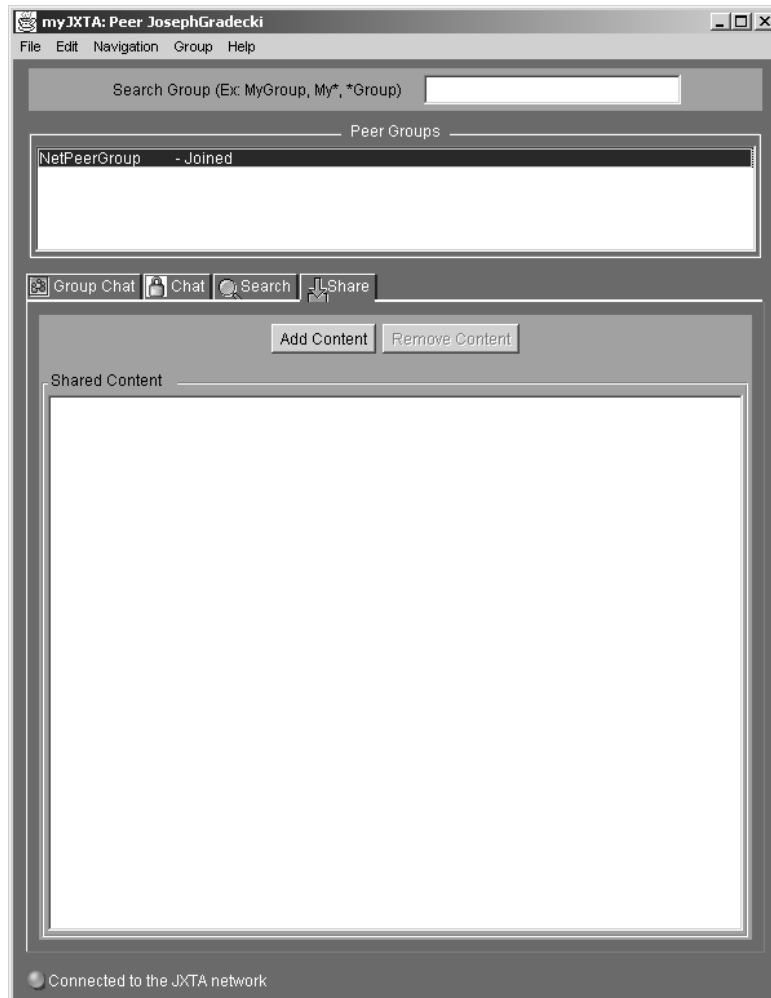 myJXTA: Peer JosephGradecki
File Edit Navigation Group Help
Search Group (Ex: MyGroup, My*, *Group)
Peer Groups
NetPeerGroup - Joined
Group Chat Chat Search Share
Add Content Remove Content
Shared Content
Connected to the JXTA network